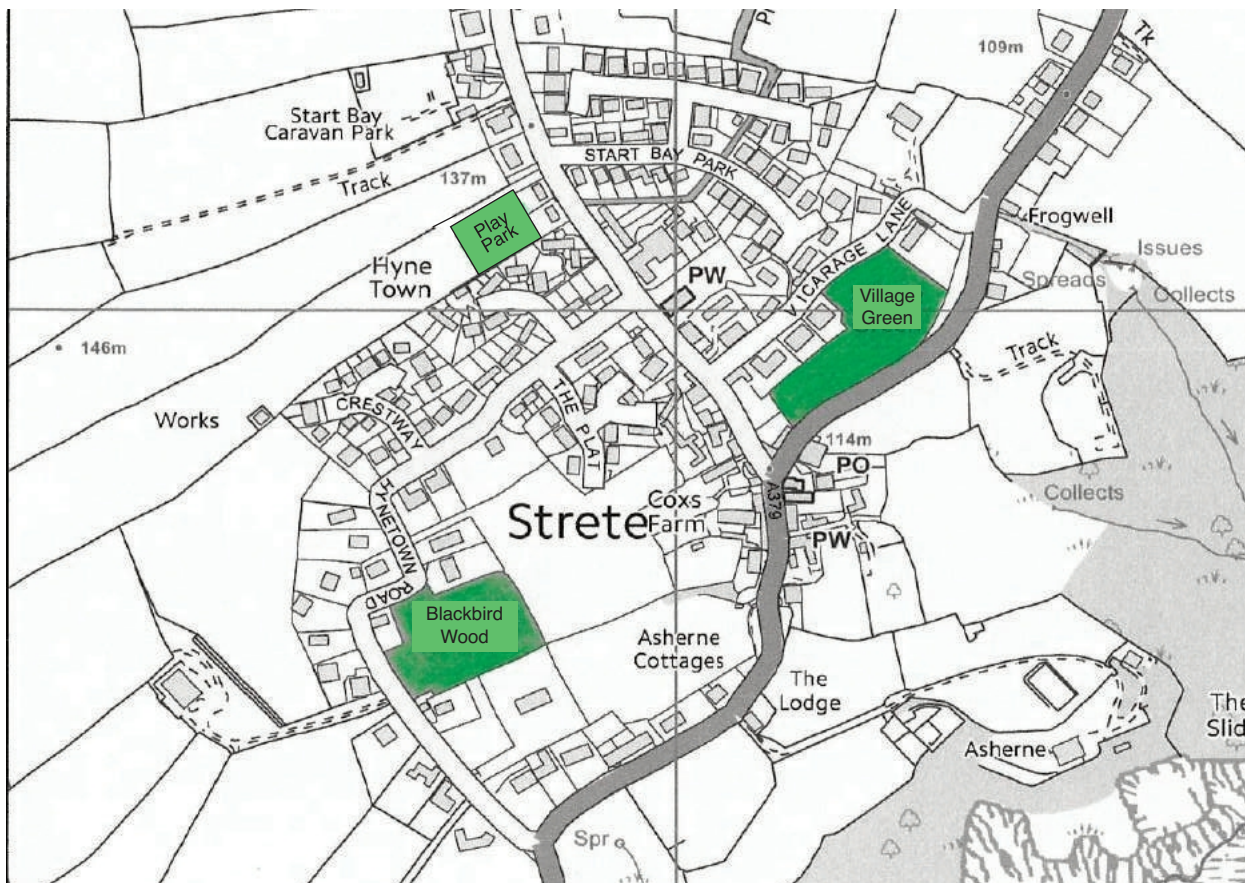 109m
Tk
Start Bay
Caravan Park
Track
137m
START BAY
PARK
Play
Park
Hyne
Town
VICARAGE LANE
Frogwell
Issues
Spreads
Collects
PW
Village
Green
146m
Track
Works
CRESTWAY
THE PLAT
114m
PO
Collects
Strete
Coxs
Farm
A379
PW
HYNETOWN
ROAD
Blackbird
Wood
Asherne
Cottages
The
Lodge
Asherne
The
Slid
Spr